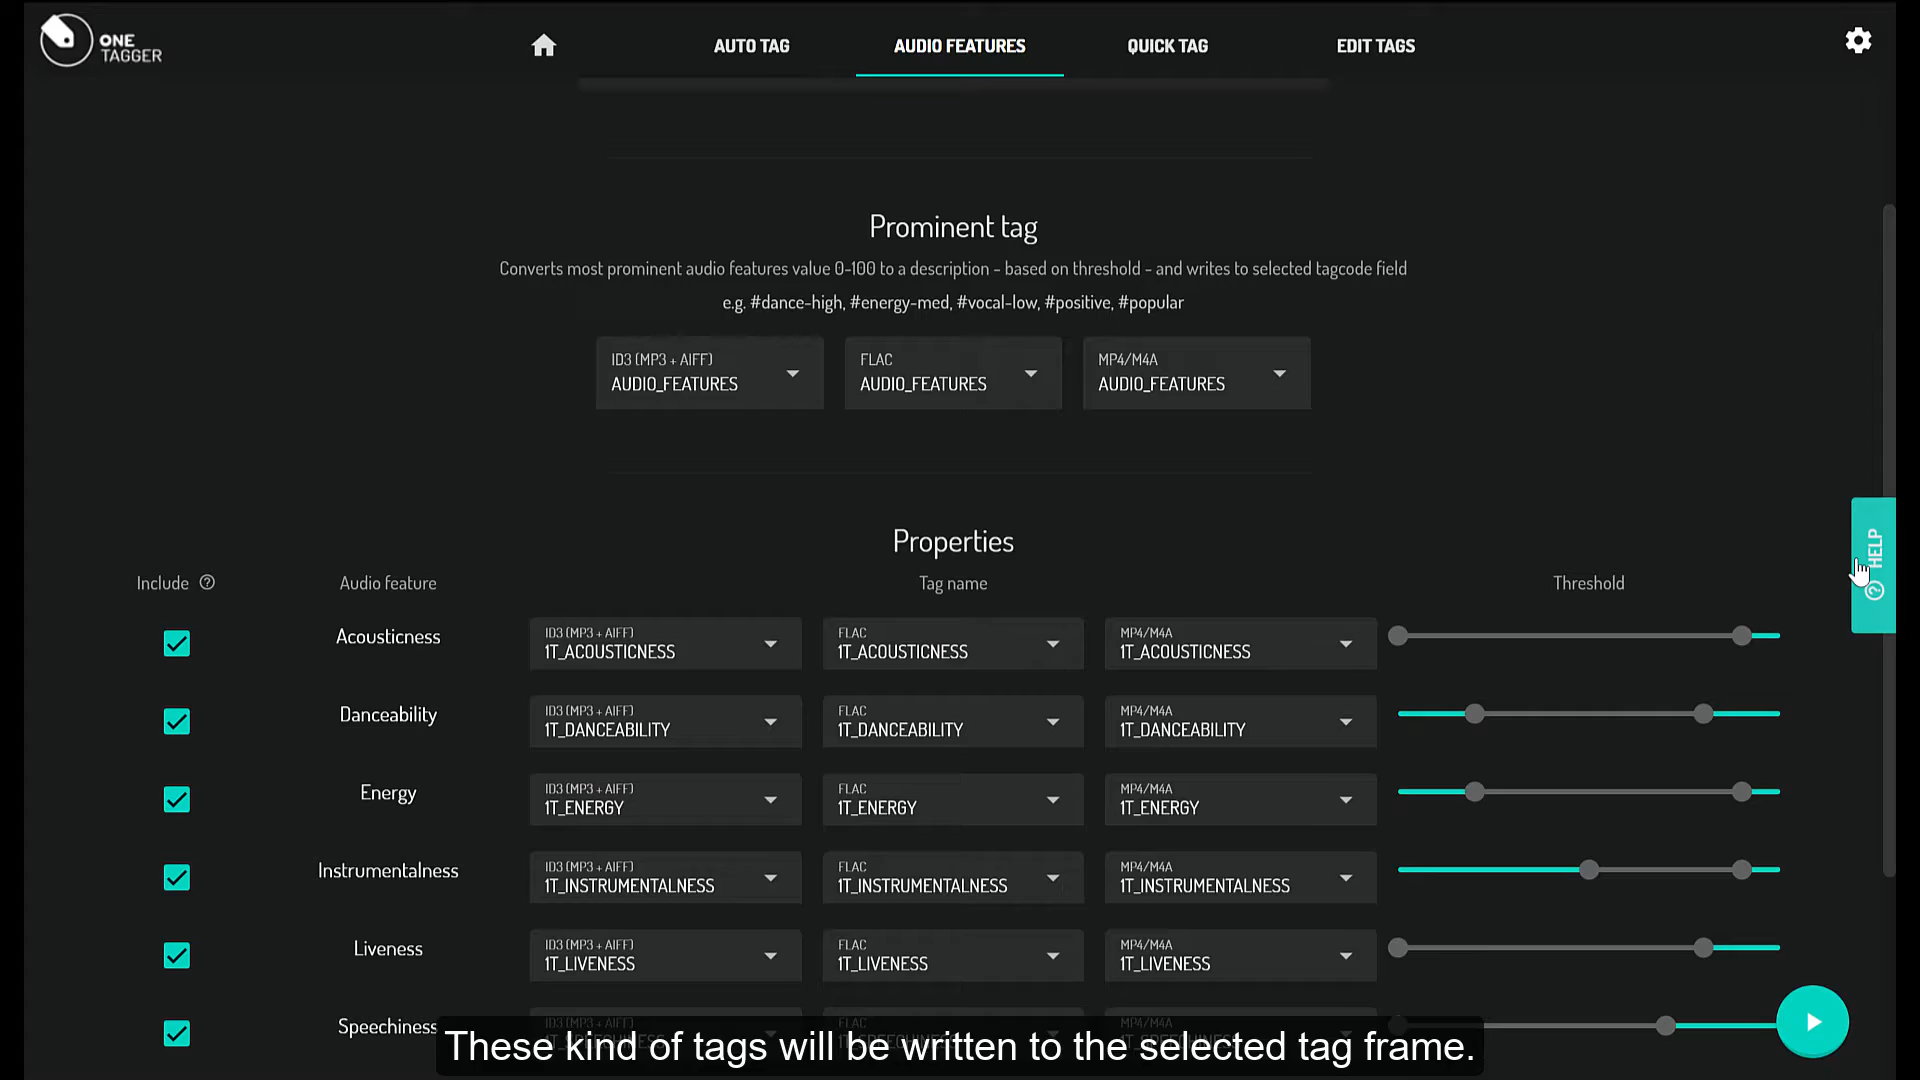 ONE
TAGGER
AUTO TAG
AUDIO FEATURES
QUICK TAG
EDIT TAGS
Prominent tag
Converts most prominent audio features value 0-100 to a description - based on threshold - and writes to selected tagcode field
e.g. #dance-high, #energy-med, #vocal-low, #positive, #popular
ID3 (MP3 + AIFF)
AUDIO_FEATURES
FLAC
AUDIO_FEATURES
MP4/M4A
AUDIO_FEATURES
HELP
Properties
Include
Audio feature
Tag name
Threshold
Acousticness
ID3 (MP3 + AIFF)
1T_ACOUSTICNESS
FLAC
1T_ACOUSTICNESS
MP4/M4A
1T_ACOUSTICNESS
Danceability
ID3 (MP3 + AIFF)
1T_DANCEABILITY
FLAC
1T_DANCEABILITY
MP4/M4A
1T_DANCEABILITY
Energy
ID3 (MP3 + AIFF)
1T_ENERGY
FLAC
1T_ENERGY
MP4/M4A
1T_ENERGY
Instrumentalness
ID3 (MP3 + AIFF)
1T_INSTRUMENTALNESS
FLAC
1T_INSTRUMENTALNESS
MP4/M4A
1T_INSTRUMENTALNESS
Liveness
ID3 (MP3 + AIFF)
1T_LIVENESS
FLAC
1T_LIVENESS
MP4/M4A
1T_LIVENESS
Speechiness
ID3 (MP3 + AIFF)
FLAC
MP4/M4A
These kind of tags will be written to the selected tag frame.